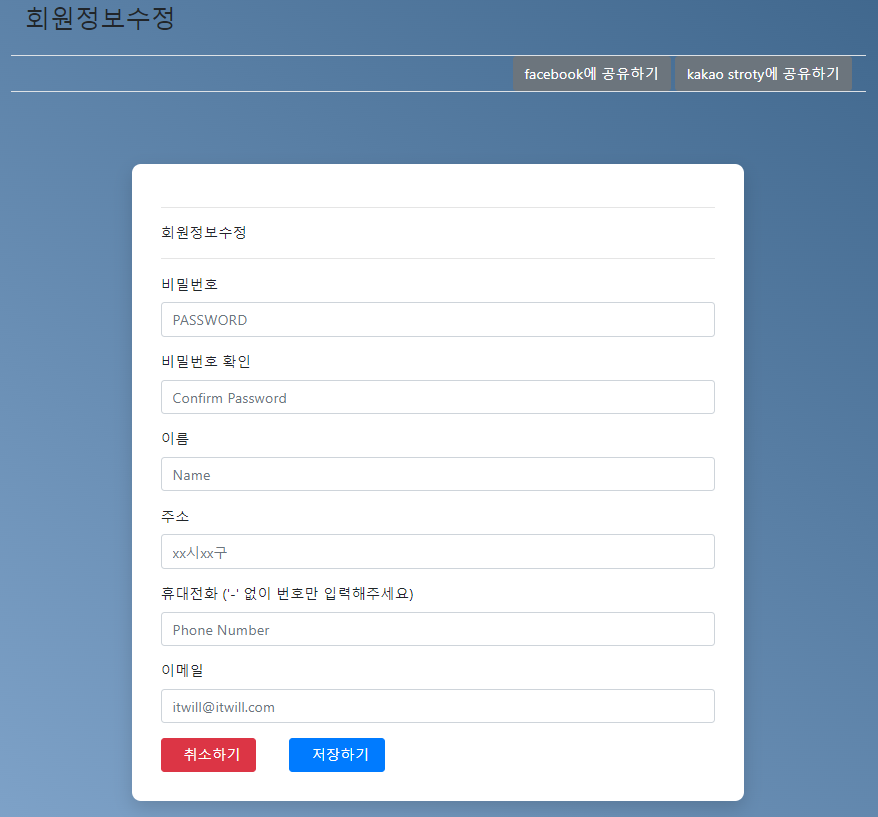 회원정보수정
facebook에 공유하기 kakao stroty에 공유하기
회원정보수정
비밀번호
PASSWORD
비밀번호 확인
Confirm Password
이름
Name
주소
xx시xx구
휴대전화 ('-' 없이 번호만 입력해주세요)
Phone Number
이메일
itwill@itwill.com
취소하기 저장하기